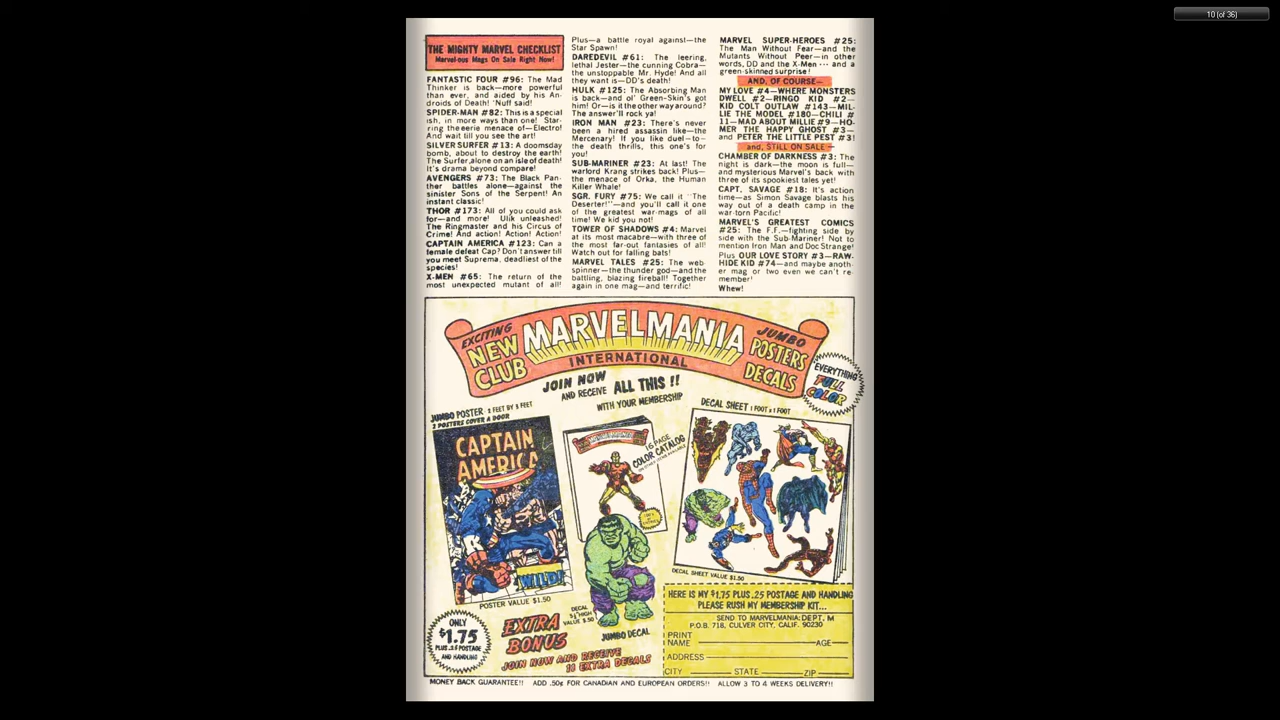 10 (of 36)
THE MIGHTY MARVEL CHECKLIST
Marvel-ous Mags On Sale Right Now!
FANTASTIC FOUR #96: The Mad
Thinker is back—more powerful
than ever, and aided by his An-
droids of Death! 'Nuff said!
SPIDER-MAN #82: This is a special
ish, in more ways than one! Star-
ring the eerie menace of—Electro!
And wait till you see the art!
SILVER SURFER #13: A doomsday
bomb, about to destroy the earth!
The Surfer,alone on an isle of death!
It's drama beyond compare!
AVENGERS #73: The Black Pan-
ther battles alone—against the
sinister Sons of the Serpent! An
instant classic!
THOR #173: All of you could ask
for—and more! Ulik unleashed!
The Ringmaster and his Circus of
Crime! And action! Action! Action!
CAPTAIN AMERICA #123: Can a
female defeat Cap? Don't answer till
you meet Suprema, deadliest of the
species!
X-MEN #65: The return of the
most unexpected mutant of all!
Plus—a battle royal against—the
Star Spawn!
DAREDEVIL #61: The leering,
lethal Jester—the cunning Cobra—
the unstoppable Mr. Hyde! And all
they want is—DD's death!
HULK #125: The Absorbing Man
is back—and ol' Green-Skin's got
him! Or—is it the other way around?
The answer'll rock ya!
IRON MAN #23: There's never
been a hired assassin like—the
Mercenary! If you like duel—to—
the death thrills, this one's for
you!
SUB-MARINER #23: At last! The
warlord Krang strikes back! Plus—
the menace of Orka, the Human
Killer Whale!
SGR. FURY #75: We call it "The
Deserter!"—and you'll call it one
of the greatest war-mags of all
time! We kid you not!
TOWER OF SHADOWS #4: Marvel
at its most macabre—with three of
the most far-out fantasies of all!
Watch out for falling bats!
MARVEL TALES #25: The web-
spinner—the thunder god—and the
battling, blazing fireball! Together
again in one mag—and terrific!
MARVEL SUPER-HEROES #25:
The Man Without Fear—and the
Mutants Without Peer—in other
words, DD and the X-Men ··· and a
green-skinned surprise!
AND, OF COURSE—
MY LOVE #4—WHERE MONSTERS
DWELL #2—RINGO KID #2—
KID COLT OUTLAW #143—MIL-
LIE THE MODEL #180—CHILI #
11—MAD ABOUT MILLIE #9—HO-
MER THE HAPPY GHOST #3—
and PETER THE LITTLE PEST #3!
and, STILL ON SALE—
CHAMBER OF DARKNESS #3: The
night is dark—the moon is full—
and mysterious Marvel's back with
three of its spookiest tales yet!
CAPT. SAVAGE #18: It's action
time—as Simon Savage blasts his
way out of a death camp in the
war-torn Pacific!
MARVEL'S GREATEST COMICS
#25: The F.F.—fighting side by
side with the Sub-Mariner! Not to
mention Iron Man and Doc Strange!
Plus OUR LOVE STORY #3—RAW-
HIDE KID #74—and maybe anoth-
er mag or two even we can't re-
member!
Whew!
EXCITING NEW CLUB
MARVELMANIA
INTERNATIONAL
JUMBO POSTERS DECALS
EVERYTHING
FULL
COLOR
JOIN NOW
AND RECEIVE ALL THIS !!
WITH YOUR MEMBERSHIP
JUMBO POSTER - 2 FEET BY 3 FEET
2 POSTERS COVER A DOOR
CAPTAIN
AMERICA
WILD!
POSTER VALUE $1.50
16 PAGE
COLOR CATALOG
DECAL SHEET 1 FOOT x 1 FOOT
DECAL SHEET VALUE $1.50
ONLY
$1.75
PLUS .25 POSTAGE
AND HANDLING
EXTRA
BONUS
JOIN NOW AND RECEIVE
10 EXTRA DECALS
VALUE $.50
JUMBO DECAL
HERE IS MY $1.75 PLUS .25 POSTAGE AND HANDLING
PLEASE RUSH MY MEMBERSHIP KIT...
SEND TO MARVELMANIA: DEPT. M
P.O.B. 718, CULVER CITY, CALIF. 90230
PRINT
NAME AGE
ADDRESS
CITY STATE ZIP
MONEY BACK GUARANTEE!! ADD .50¢ FOR CANADIAN AND EUROPEAN ORDERS!! ALLOW 3 TO 4 WEEKS DELIVERY!!